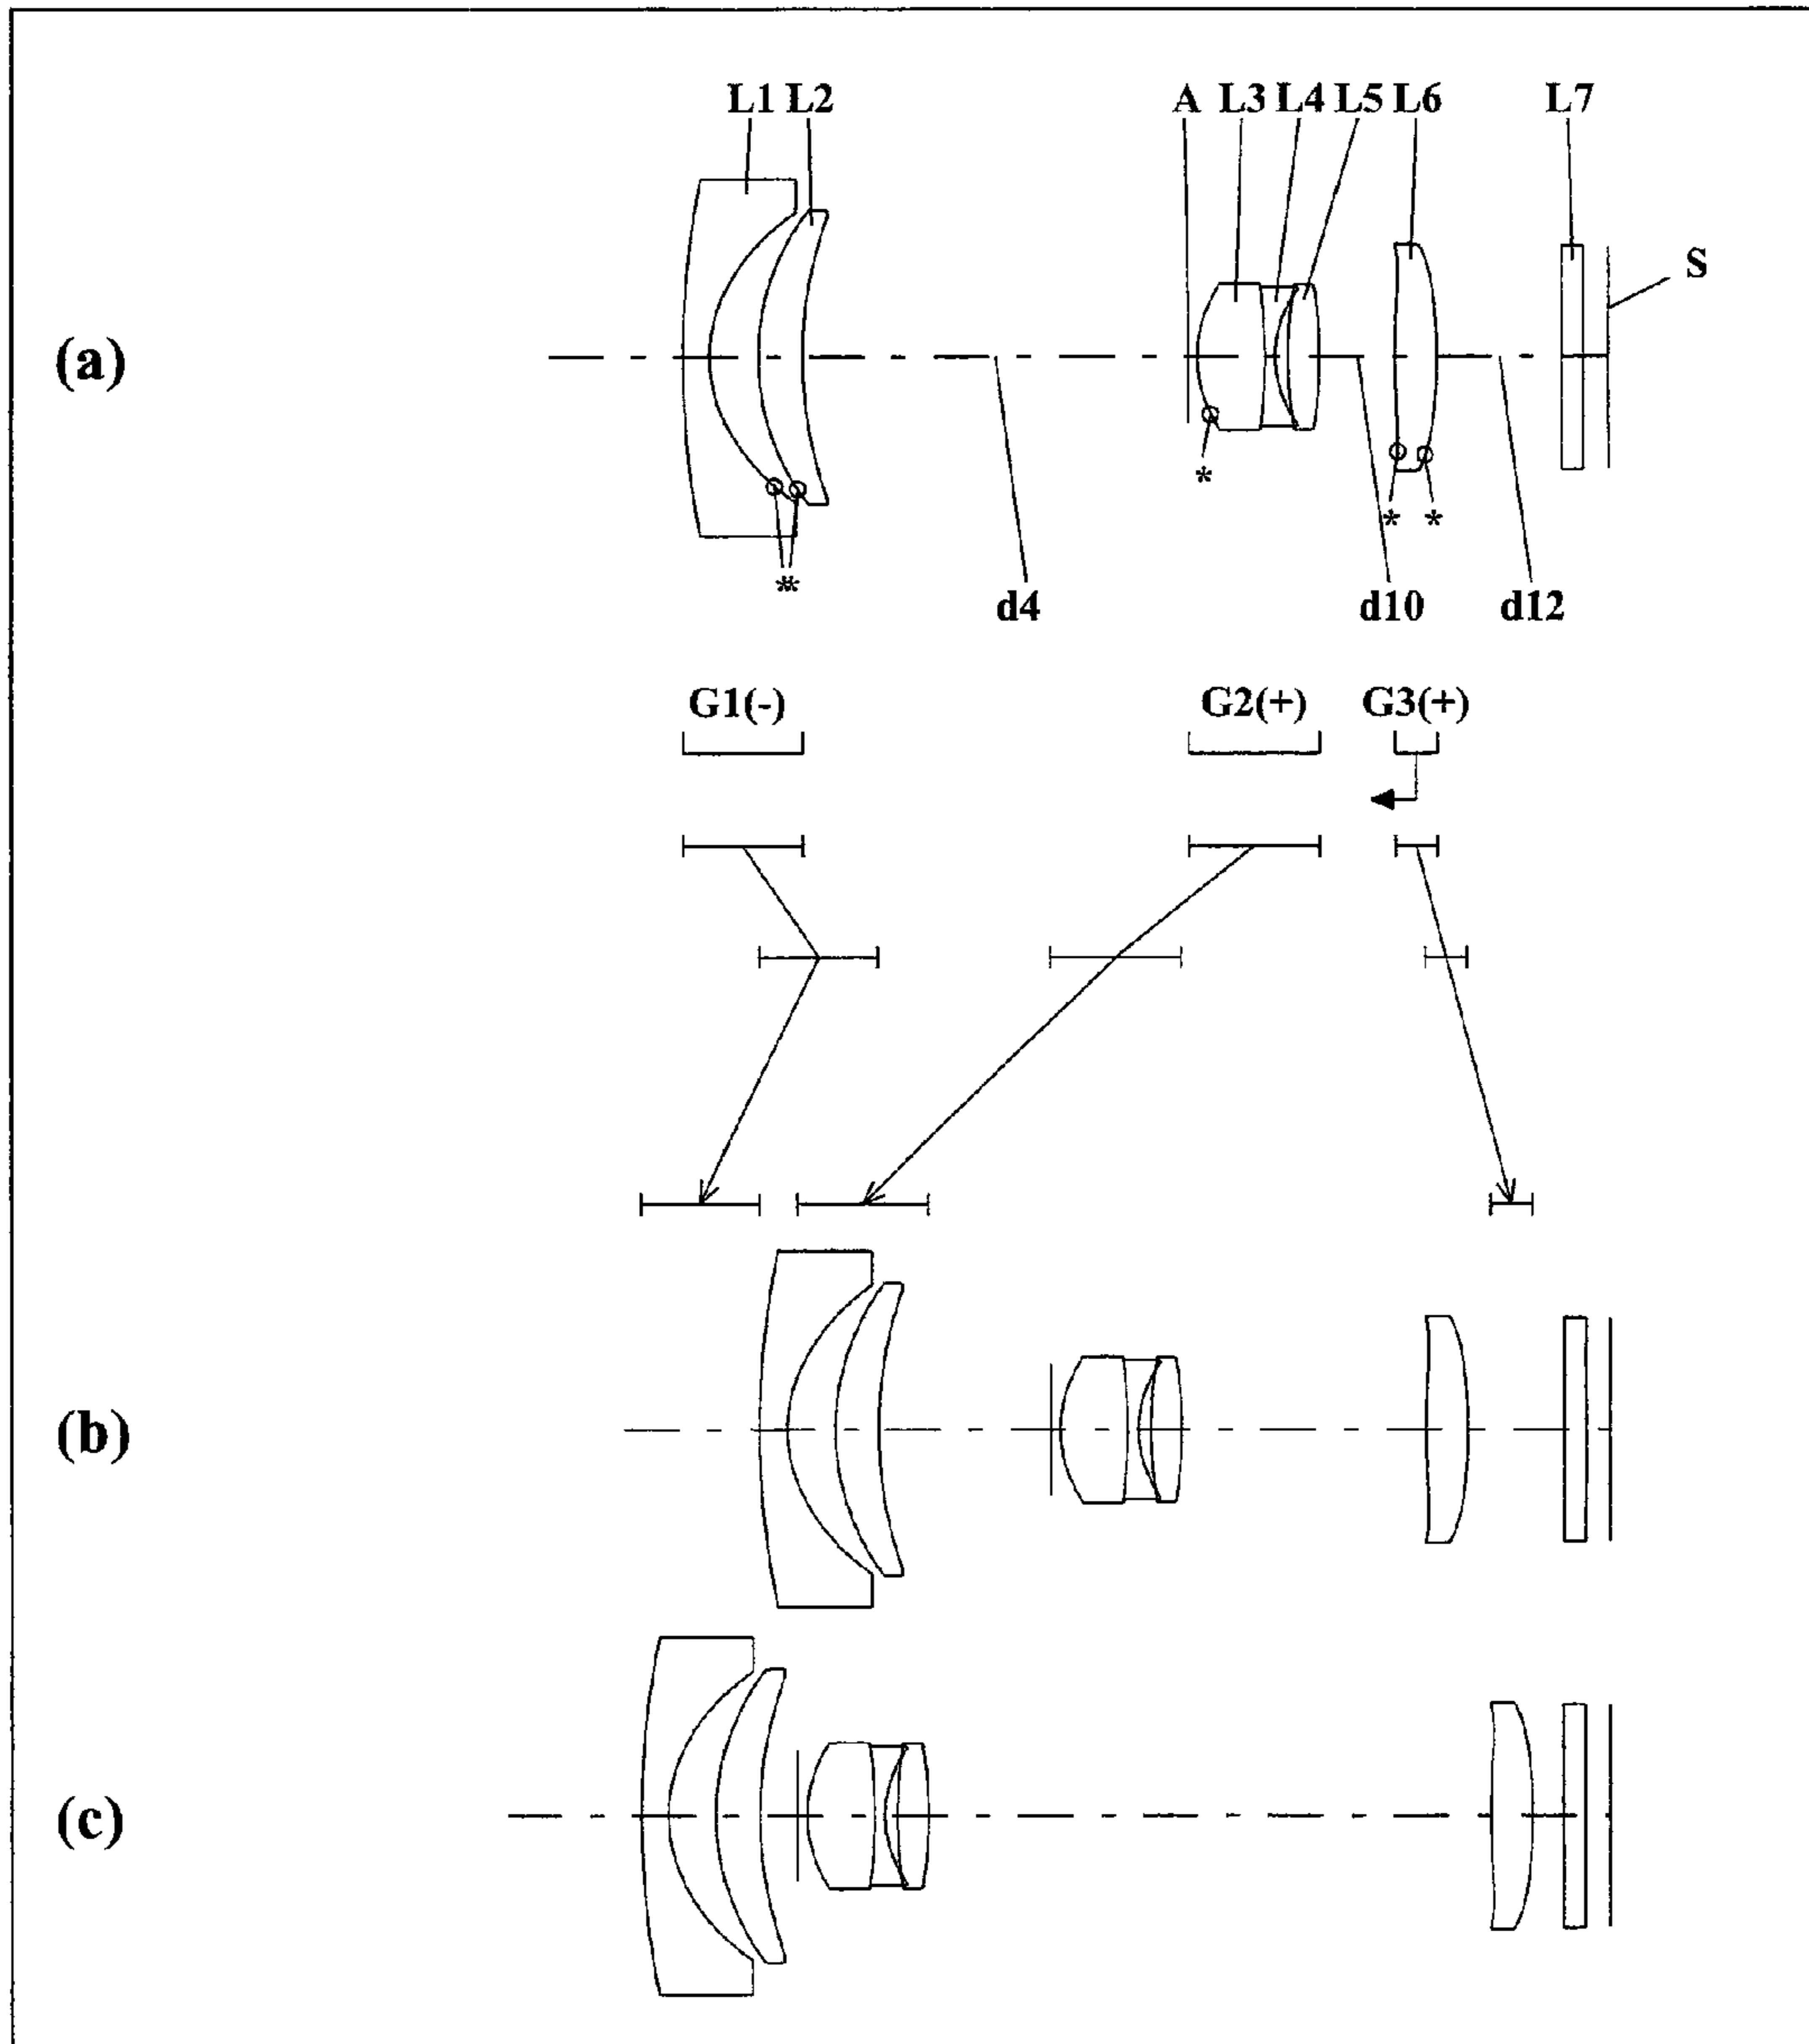 L1 L2 A L3 L4 L5 L6 L7
S
(a)
*
* *
**
d4 d10 d12
G1(-) G2(+) G3(+)
(b)
(c)